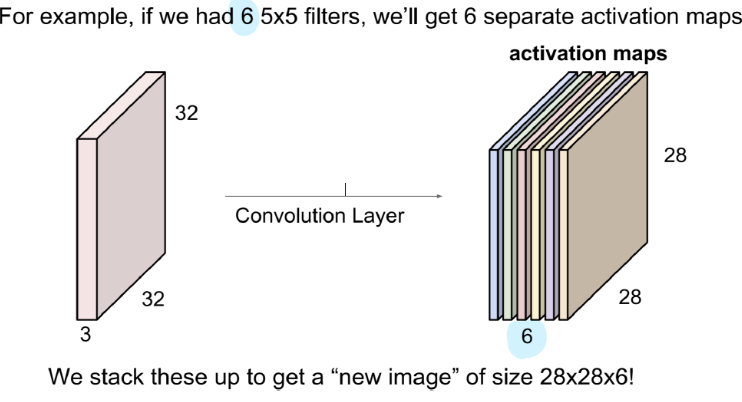 For example, if we had 6 5x5 filters, we'll get 6 separate activation maps
activation maps
32
28
Convolution Layer
32
28
3
6
We stack these up to get a “new image” of size 28x28x6!